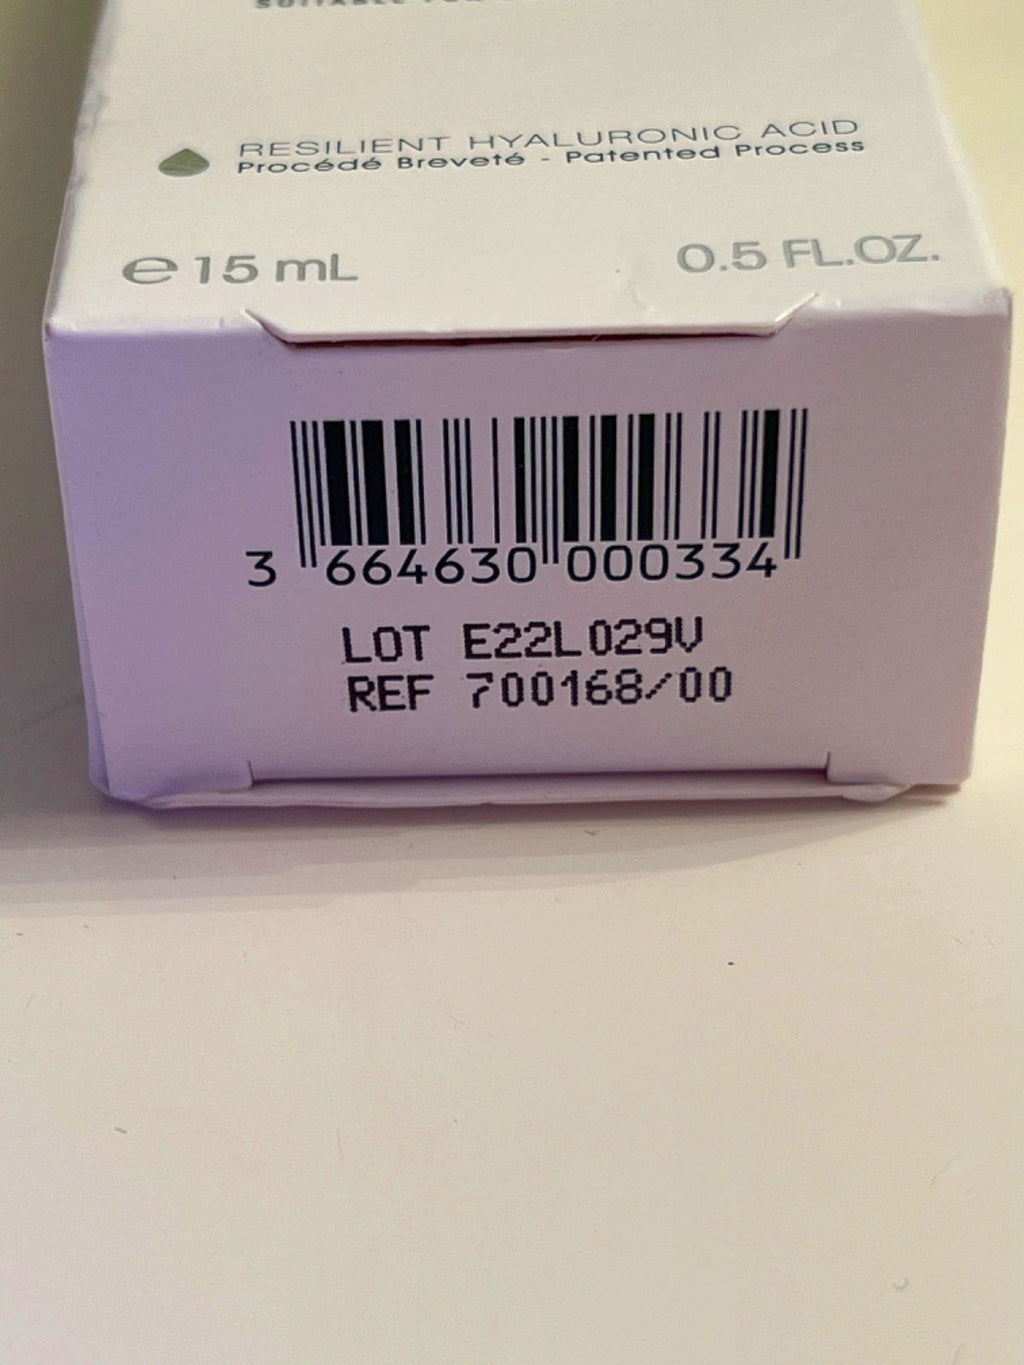 RESILIENT HYALURONIC ACID
Procédé Breveté - Patented Process
e 15 mL
0.5 FL.OZ.
3 664630 000334
LOT E22L029V
REF 700168/00